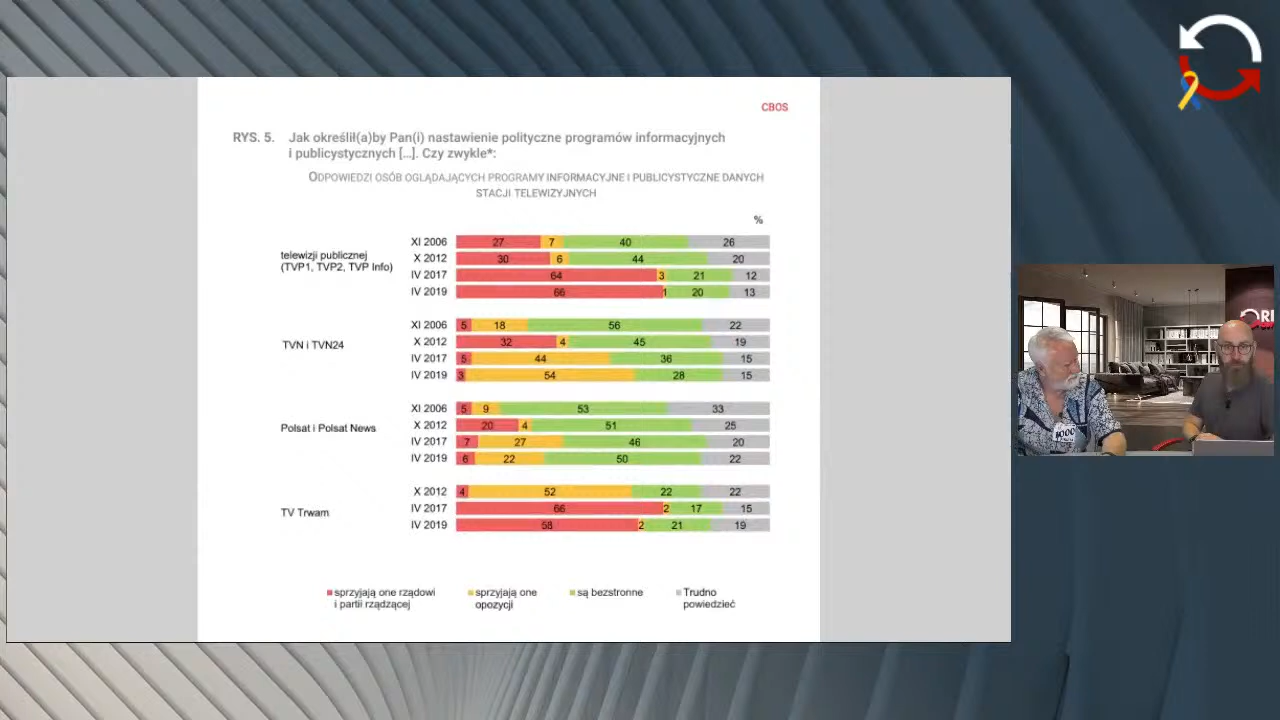 CBOS
RYS. 5. Jak określił(a)by Pan(i) nastawienie polityczne programów informacyjnych
i publicystycznych [...]. Czy zwykle*:
ODPOWIEDZI OSÓB OGLĄDAJĄCYCH PROGRAMY INFORMACYJNE I PUBLICYSTYCZNE DANYCH
STACJI TELEWIZYJNYCH
%
telewizji publicznej
(TVP1, TVP2, TVP Info)
XI 2006 27 7 40 26
X 2012 30 6 44 20
IV 2017 64 3 21 12
IV 2019 66 1 20 13
TVN i TVN24
XI 2006 5 18 56 22
X 2012 32 4 45 19
IV 2017 5 44 36 15
IV 2019 3 54 28 15
Polsat i Polsat News
XI 2006 5 9 53 33
X 2012 20 4 51 25
IV 2017 7 27 46 20
IV 2019 6 22 50 22
TV Trwam
X 2012 4 52 22 22
IV 2017 66 2 17 15
IV 2019 58 2 21 19
sprzyjają one rządowi
i partii rządzącej
sprzyjają one
opozycji
są bezstronne
Trudno
powiedzieć